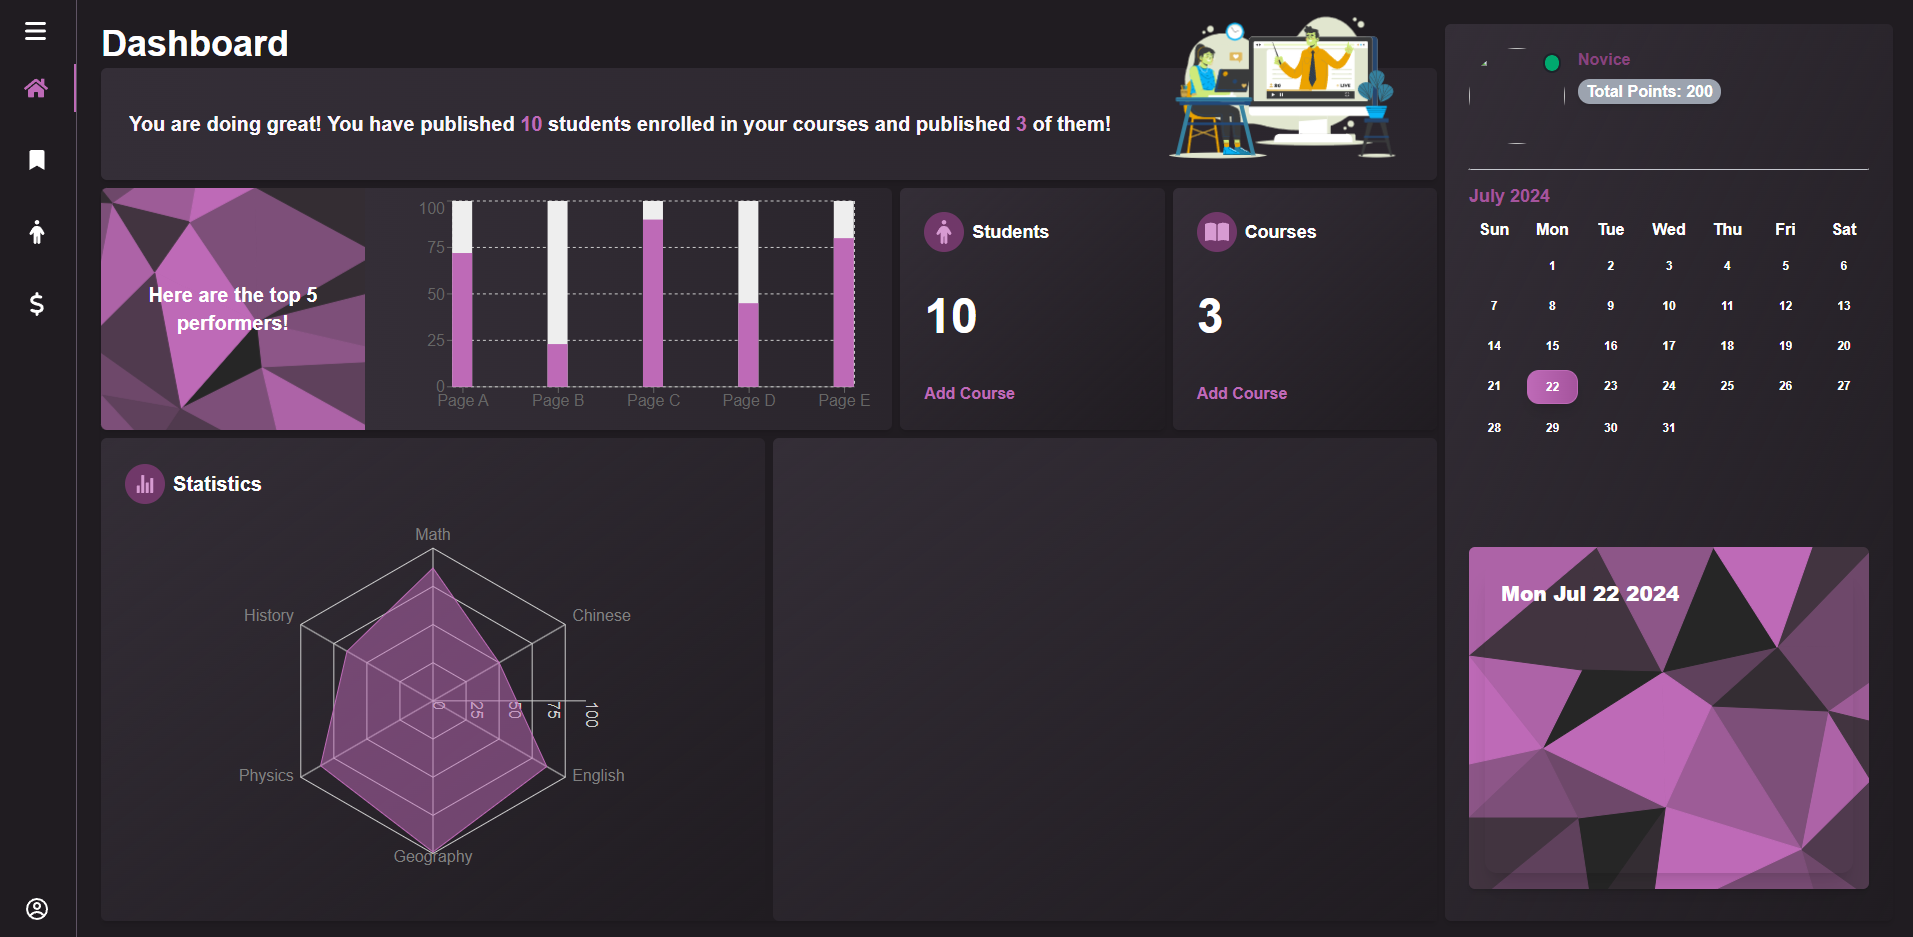 Dashboard
You are doing great! You have published 10 students enrolled in your courses and published 3 of them!
80
LIVE
Here are the top 5
performers!
100
75
50
25
0
Page A Page B Page C Page D Page E
Students
10
Add Course
Courses
3
Add Course
Statistics
Math
Chinese
English
Geography
Physics
History
0 25 50 75 100
Novice
Total Points: 200
July 2024
Sun Mon Tue Wed Thu Fri Sat
1 2 3 4 5 6
7 8 9 10 11 12 13
14 15 16 17 18 19 20
21 22 23 24 25 26 27
28 29 30 31
Mon Jul 22 2024